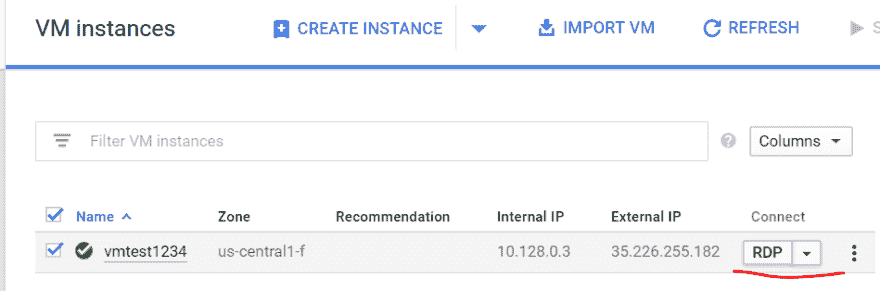 VM instances CREATE INSTANCE IMPORT VM REFRESH S
Filter VM instances ? Columns
Name Zone Recommendation Internal IP External IP Connect
vmtest1234 us-central1-f 10.128.0.3 35.226.255.182 RDP